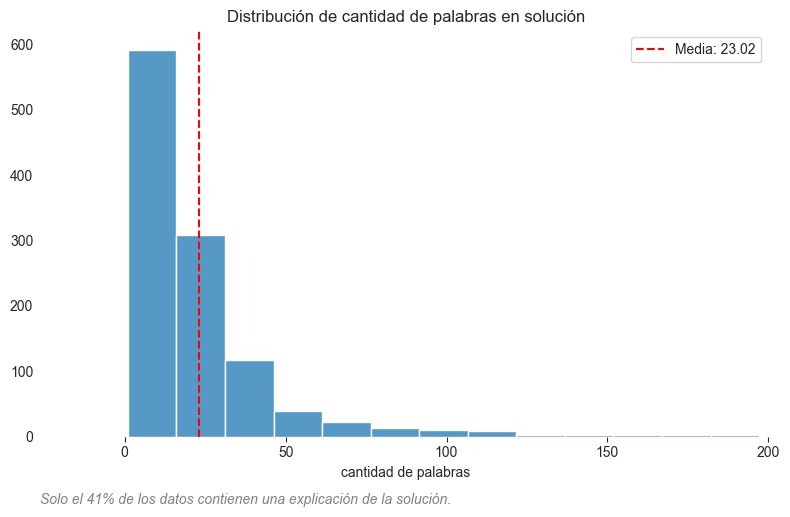 Distribución de cantidad de palabras en solución
Media: 23.02
600
500
400
300
200
100
0
0 50 100 150 200
cantidad de palabras
Solo el 41% de los datos contienen una explicación de la solución.